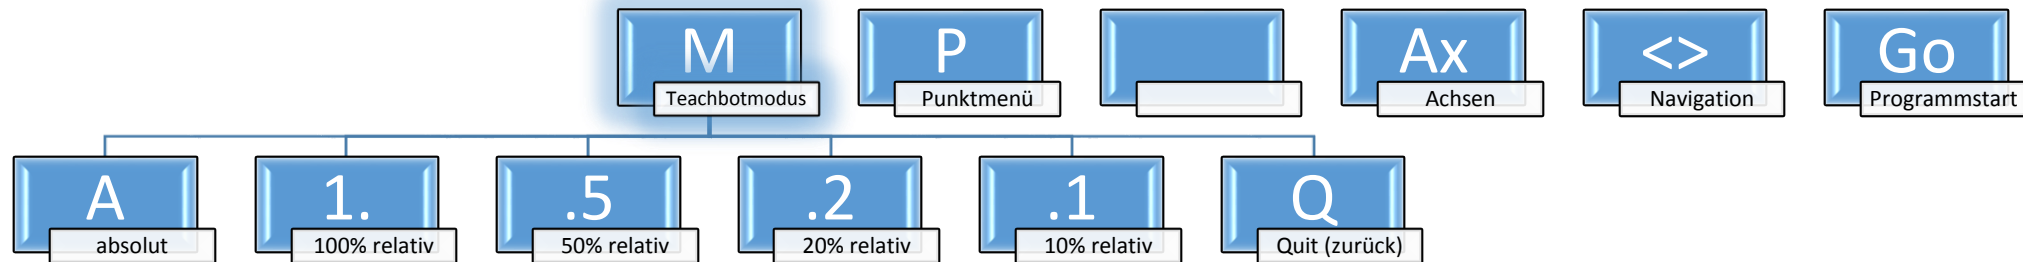 M
Teachbotmodus
P
Punktmenü
Ax
Achsen
<>
Navigation
Go
Programmstart
A
absolut
1.
100% relativ
.5
50% relativ
.2
20% relativ
.1
10% relativ
Q
Quit (zurück)